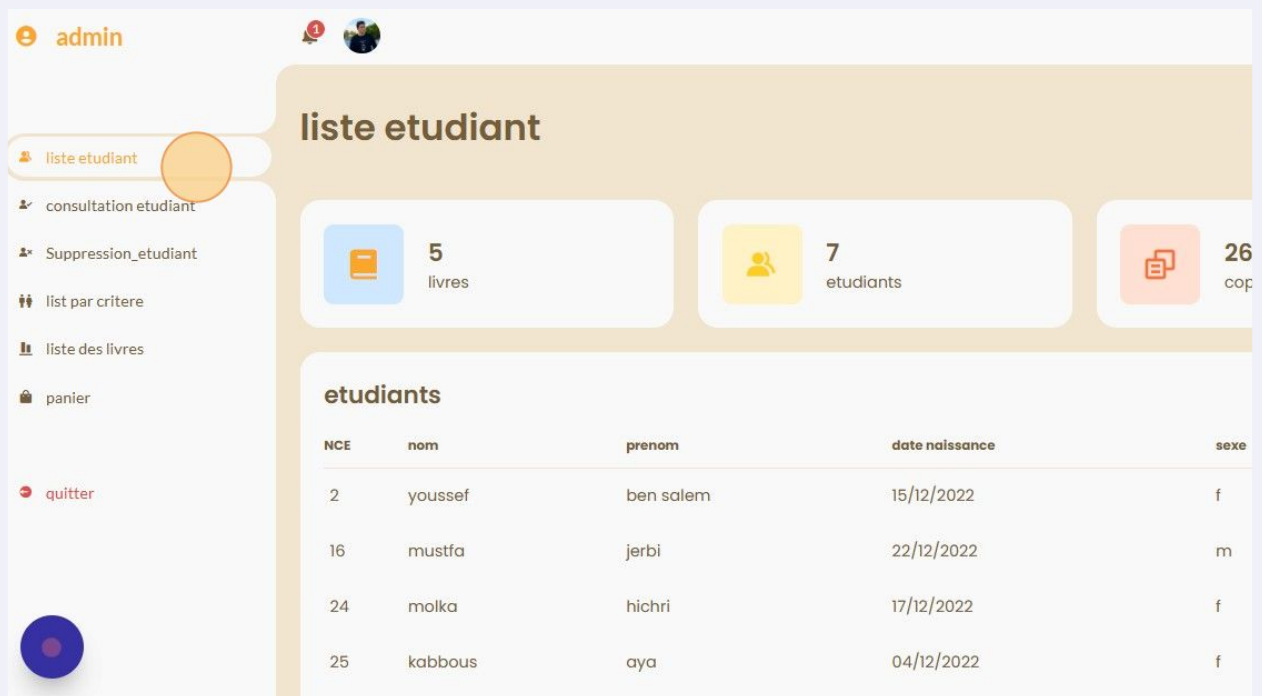 admin
1
liste etudiant
consultation etudiant
Suppression_etudiant
list par critere
liste des livres
panier
quitter
liste etudiant
5
livres
7
etudiants
26
cop
etudiants
NCE nom prenom date naissance sexe
2 youssef ben salem 15/12/2022 f
16 mustfa jerbi 22/12/2022 m
24 molka hichri 17/12/2022 f
25 kabbous aya 04/12/2022 f